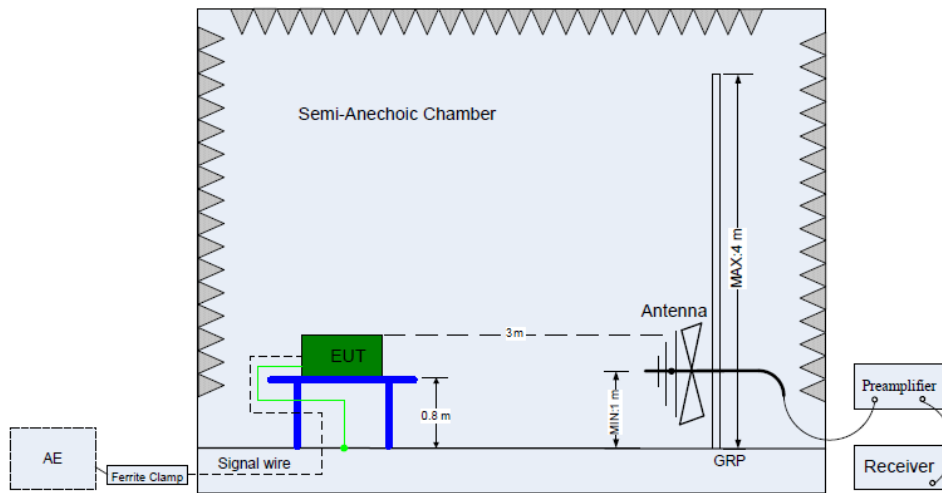 Semi-Anechoic Chamber
MAX:4 m
Antenna
3m
EUT
MIN:1 m
0.8 m
Preamplifier
AE
Ferrite Clamp
Signal wire
GRP
Receiver